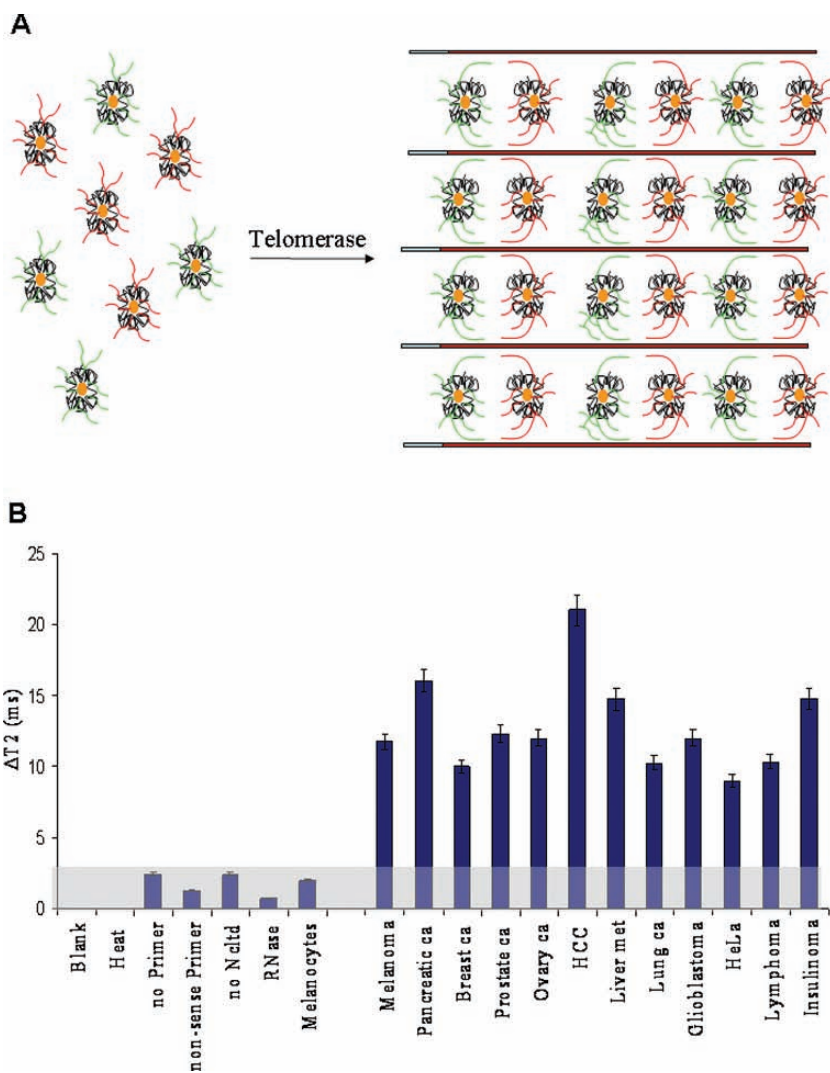 A
Telomerase
B
25
20
15
10
5
0
ΔT2 (ms)
Blank
Heat
no Primer
non-sense Primer
no Ncltd
RNase
Melanocytes
Melanoma
Pancreatic ca
Breast ca
Prostate ca
Ovary ca
HCC
Liver met
Lung ca
Glioblastoma
HeLa
Lymphoma
Insulinoma